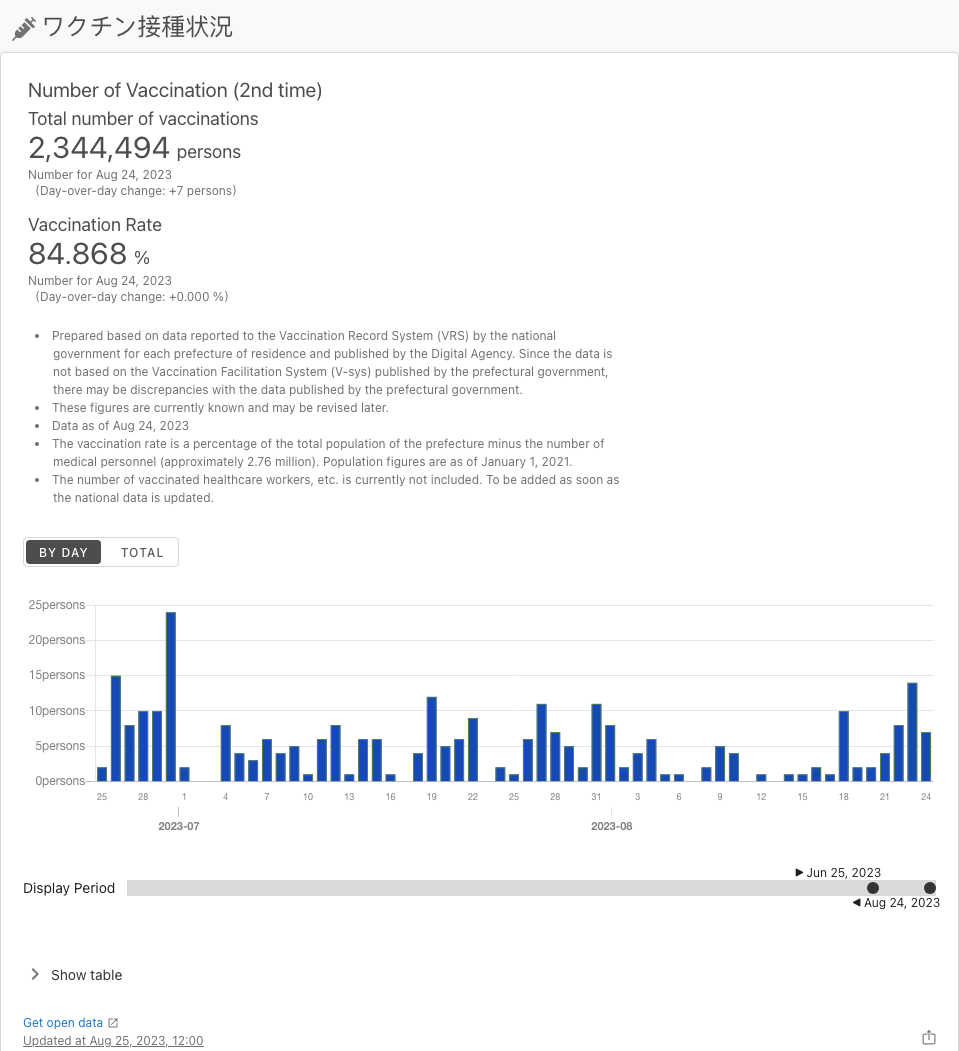 ワクチン接種状況
Number of Vaccination (2nd time)
Total number of vaccinations
2,344,494 persons
Number for Aug 24, 2023
(Day-over-day change: +7 persons)
Vaccination Rate
84.868 %
Number for Aug 24, 2023
(Day-over-day change: +0.000 %)
• Prepared based on data reported to the Vaccination Record System (VRS) by the national
government for each prefecture of residence and published by the Digital Agency. Since the data is
not based on the Vaccination Facilitation System (V-sys) published by the prefectural government,
there may be discrepancies with the data published by the prefectural government.
• These figures are currently known and may be revised later.
• Data as of Aug 24, 2023
• The vaccination rate is a percentage of the total population of the prefecture minus the number of
medical personnel (approximately 2.76 million). Population figures are as of January 1, 2021.
• The number of vaccinated healthcare workers, etc. is currently not included. To be added as soon as
the national data is updated.
BY DAY TOTAL
25persons
20persons
15persons
10persons
5persons
0persons
25 28 1 4 7 10 13 16 19 22 25 28 31 3 6 9 12 15 18 21 24
2023-07 2023-08
▶ Jun 25, 2023
Display Period
◀ Aug 24, 2023
Show table
Get open data
Updated at Aug 25, 2023, 12:00